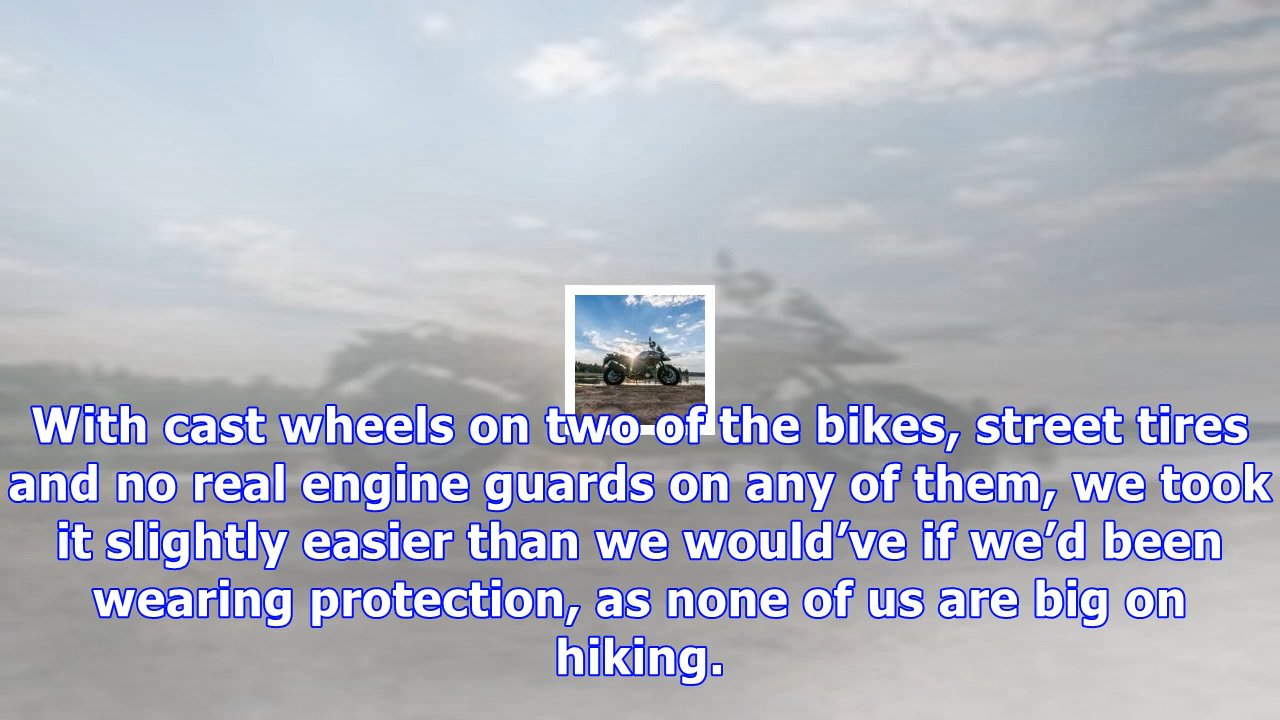 With cast wheels on two of the bikes, street tires
and no real engine guards on any of them, we took
it slightly easier than we would’ve if we’d been
wearing protection, as none of us are big on
hiking.